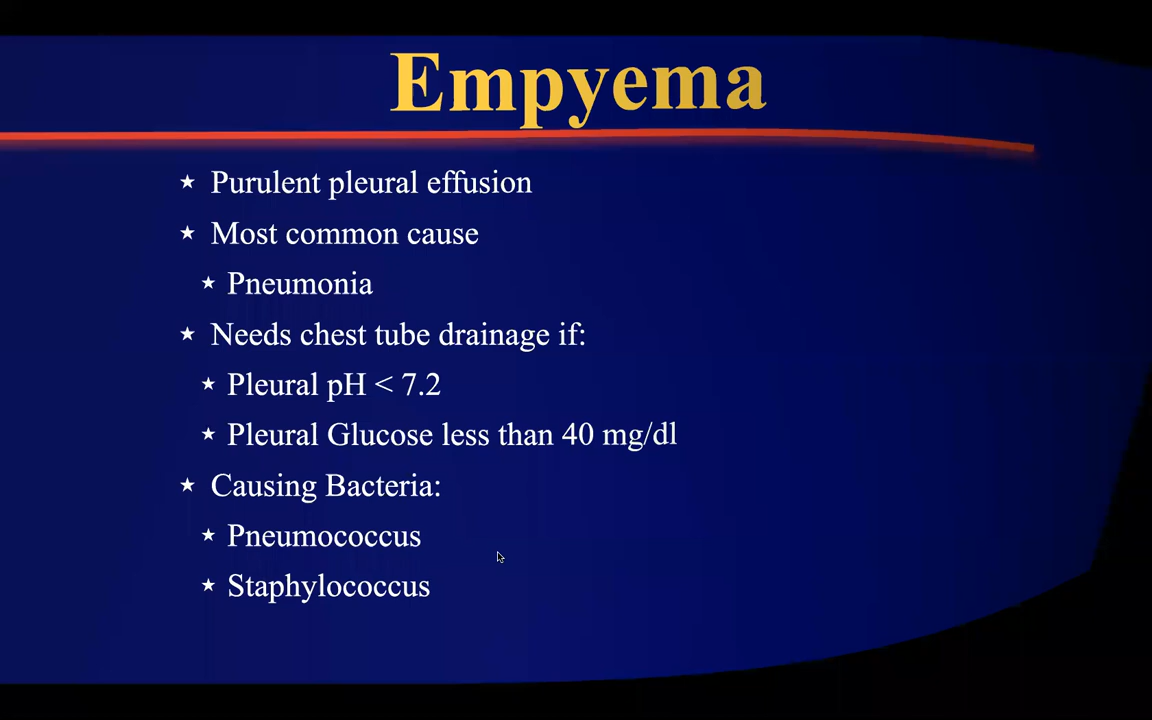 Empyema
★ Purulent pleural effusion
★ Most common cause
★ Pneumonia
★ Needs chest tube drainage if:
★ Pleural pH < 7.2
★ Pleural Glucose less than 40 mg/dl
★ Causing Bacteria:
★ Pneumococcus
★ Staphylococcus